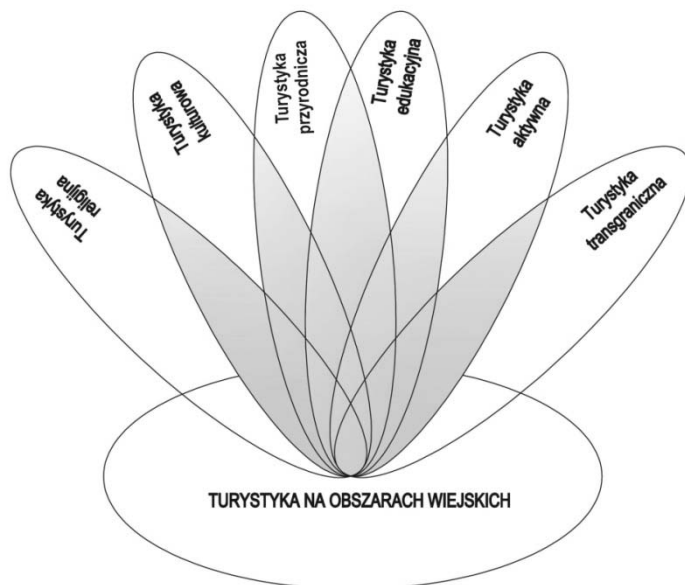 Turystyka
religijna
Turystyka
kulturowa
Turystyka
przyrodnicza
Turystyka
edukacyjna
Turystyka
aktywna
Turystyka
transgraniczna
TURYSTYKA NA OBSZARACH WIEJSKICH